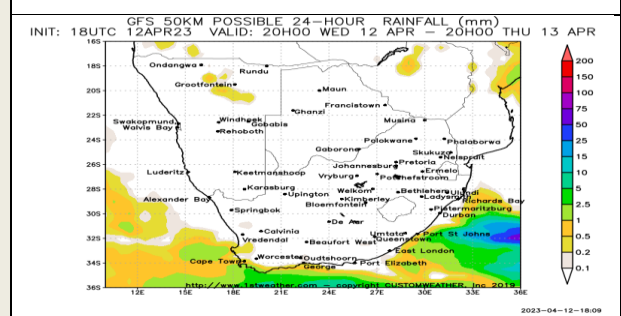 GFS 50KM POSSIBLE 24-HOUR RAINFALL (mm)
INIT: 18UTC 12APR23 VALID: 20H00 WED 12 APR - 20H00 THU 13 APR
16S
18S
20S
22S
24S
26S
28S
30S
32S
34S
36S
12E 15E 18E 21E 24E 27E 30E 33E 36E
Ondangwa
Rundu
Grootfontein
Maun
Francistown
Ghanzi
Windhoek
Gobabis
Swakopmund
Walvis Bay
Rehoboth
Musina
Polokwane
Phalaborwa
Gaborone
Skukuza
Nelspruit
Johannesburg
Pretoria
Luderitz
Keetmanshoop
Vryburg
Ermelo
Potchefstroom
Karasburg
Upington
Welkom
Bethlehem
Ulundi
Alexander Bay
Kimberley
Ladysmith
Richards Bay
Bloemfontein
Springbok
Pietermaritzburg
Durban
De Aar
Calvinia
Umtata
Port St Johns
Vredendal
Beaufort West
Queenstown
East London
Cape Town
Worcester
Oudtshoorn
George
Port Elizabeth
http://www.1stweather.com - copyright CUSTOMWEATHER, Inc 2019
200
150
100
75
50
25
15
10
5
2.5
1
0.5
0.2
0.1
2023-04-12-18:09